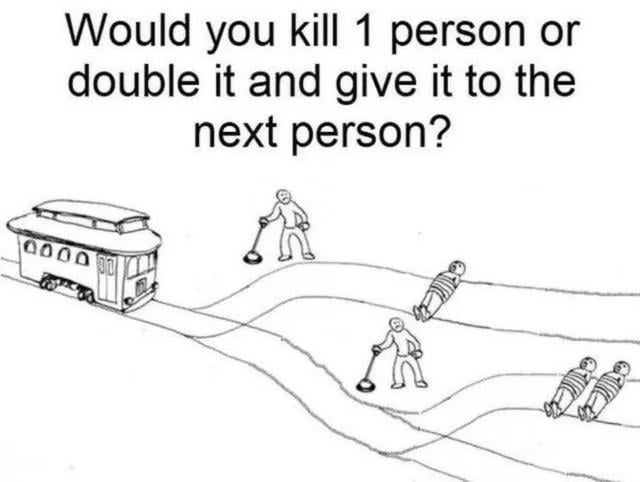 Would you kill 1 person or
double it and give it to the
next person?